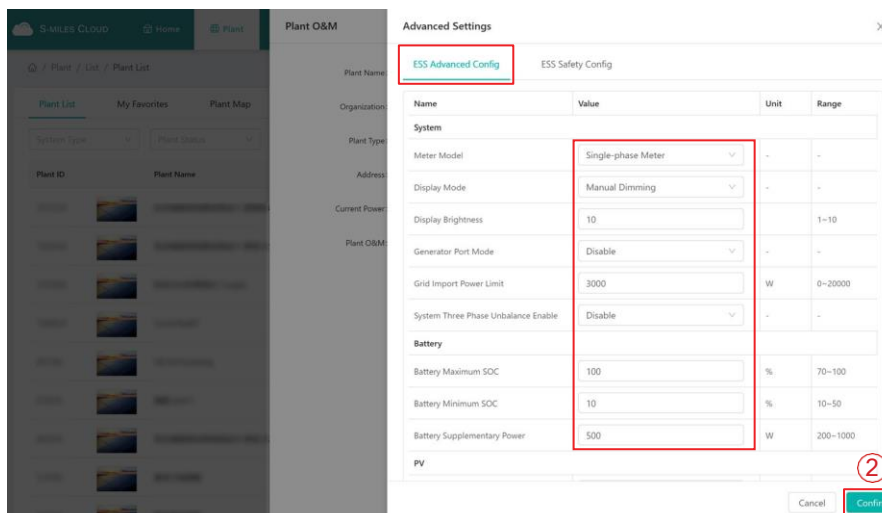 S-MILES CLOUD Home Plant
Plant / List / Plant List
Plant List My Favorites Plant Map
System Type Plant Status
Plant ID Plant Name
Plant O&M
Plant Name:
Organization:
Plant Type:
Address:
Current Power:
Plant O&M:
Advanced Settings
ESS Advanced Config ESS Safety Config
Name Value Unit Range
System
Meter Model Single-phase Meter - -
Display Mode Manual Dimming - -
Display Brightness 10 1~10
Generator Port Mode Disable - -
Grid Import Power Limit 3000 W 0~20000
System Three Phase Unbalance Enable Disable - -
Battery
Battery Maximum SOC 100 % 70~100
Battery Minimum SOC 10 % 10~50
Battery Supplementary Power 500 W 200~1000
PV
②
Cancel Confir